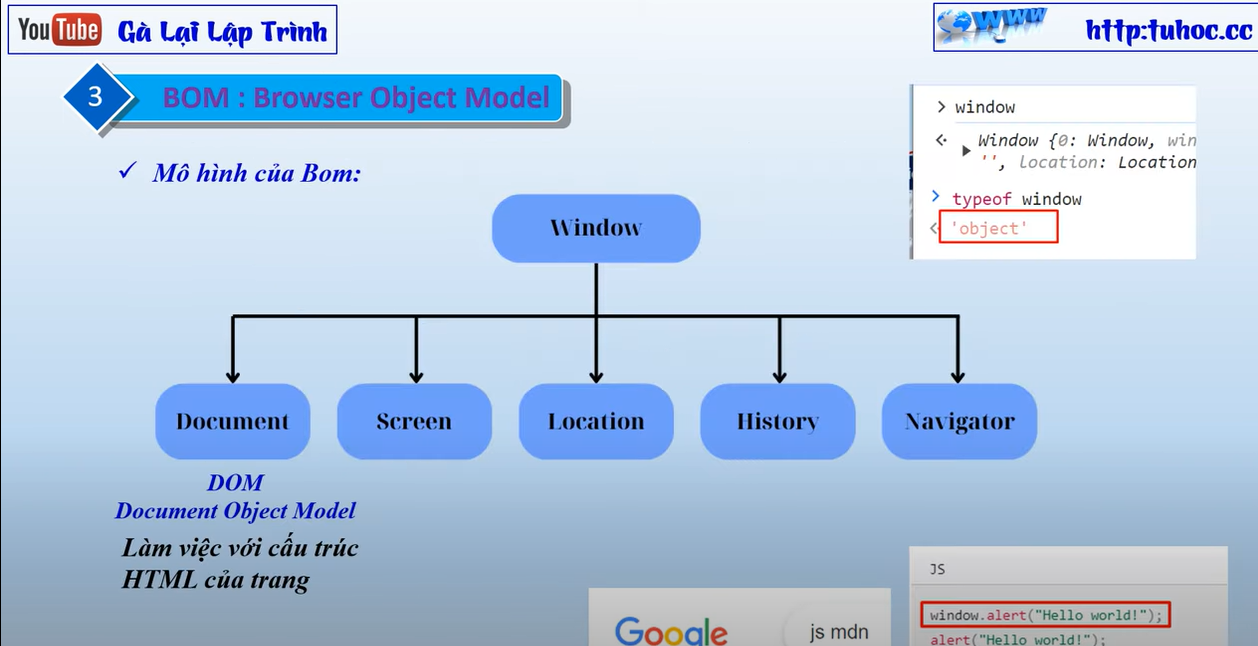 YouTube Gà Lại Lập Trình
WWW http:tuhoc.cc
3 BOM : Browser Object Model
✓ Mô hình của Bom:
> window
Window {0: Window, win
'', location: Location
> typeof window
'object'
Window
Document Screen Location History Navigator
DOM
Document Object Model
Làm việc với cấu trúc
HTML của trang
Google js mdn
JS
window.alert("Hello world!");
alert("Hello world!");